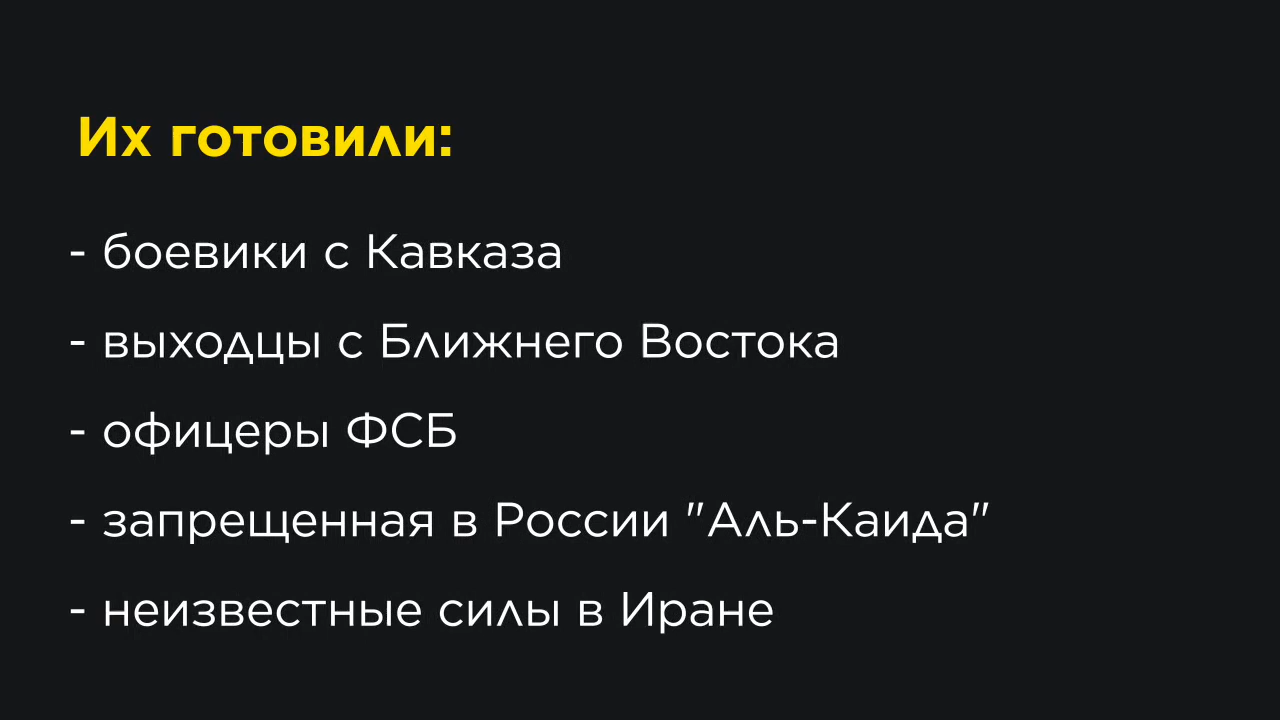 Их готовили:
- боевики с Кавказа
- выходцы с Ближнего Востока
- офицеры ФСБ
- запрещенная в России "Аль-Каида"
- неизвестные силы в Иране